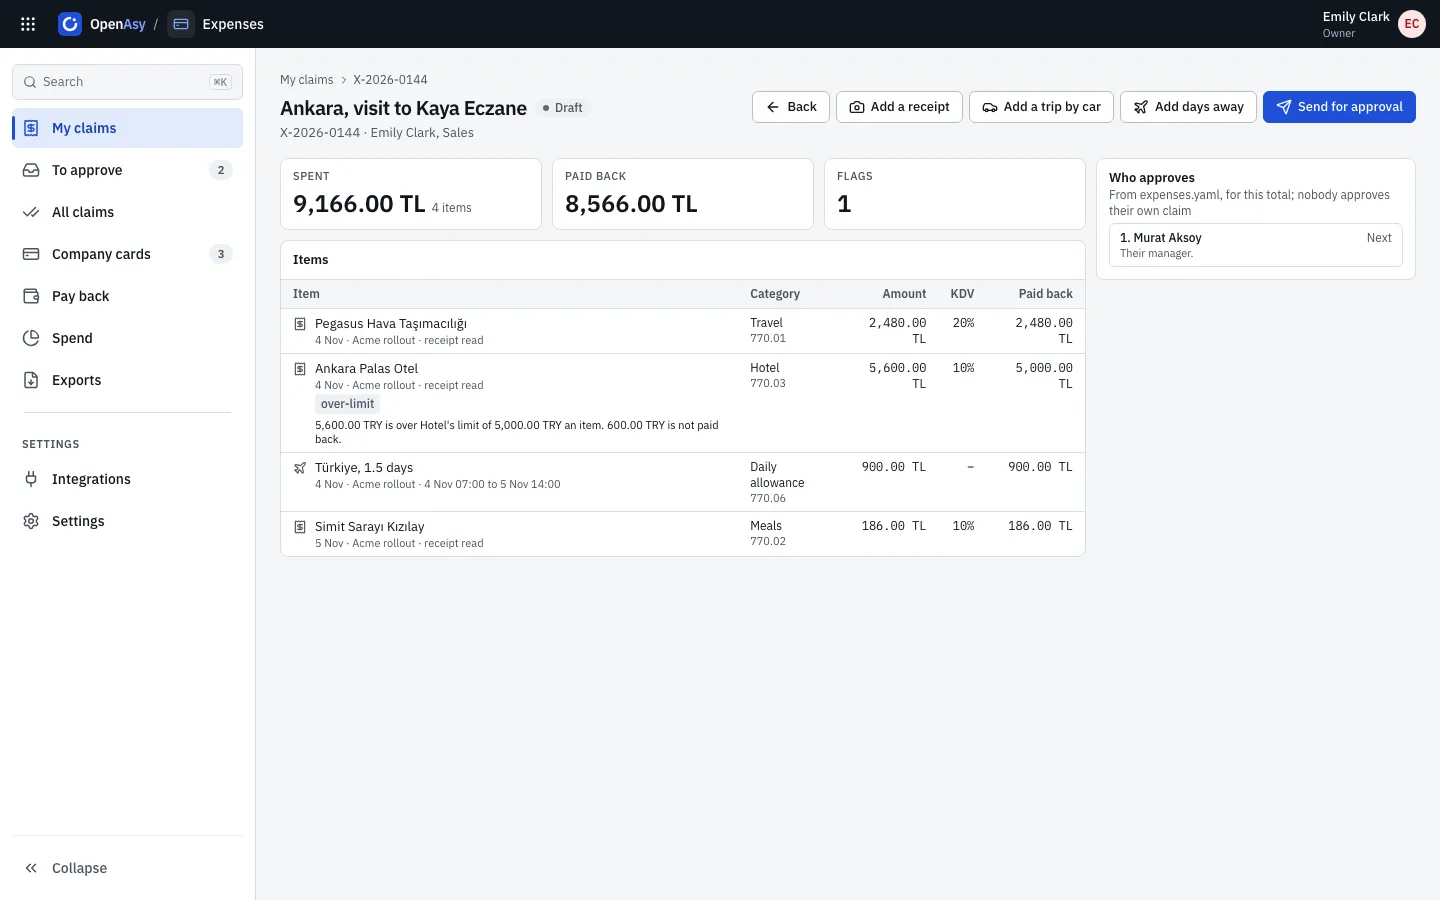 OpenAsy / Expenses
Emily Clark
Owner
EC
Search ⌘K
My claims
To approve 2
All claims
Company cards 3
Pay back
Spend
Exports
SETTINGS
Integrations
Settings
Collapse
My claims > X-2026-0144
Ankara, visit to Kaya Eczane • Draft
X-2026-0144 · Emily Clark, Sales
Back
Add a receipt
Add a trip by car
Add days away
Send for approval
SPENT
9,166.00 TL 4 items
PAID BACK
8,566.00 TL
FLAGS
1
Items
Item Category Amount KDV Paid back
Pegasus Hava Taşımacılığı Travel 2,480.00 TL 20% 2,480.00 TL
4 Nov · Acme rollout · receipt read 770.01
Ankara Palas Otel Hotel 5,600.00 TL 10% 5,000.00 TL
4 Nov · Acme rollout · receipt read 770.03
over-limit
5,600.00 TRY is over Hotel's limit of 5,000.00 TRY an item. 600.00 TRY is not paid
back.
Türkiye, 1.5 days Daily allowance 900.00 TL – 900.00 TL
4 Nov · Acme rollout · 4 Nov 07:00 to 5 Nov 14:00 770.06
Simit Sarayı Kızılay Meals 186.00 TL 10% 186.00 TL
5 Nov · Acme rollout · receipt read 770.02
Who approves
From expenses.yaml, for this total; nobody approves
their own claim
1. Murat Aksoy Next
Their manager.